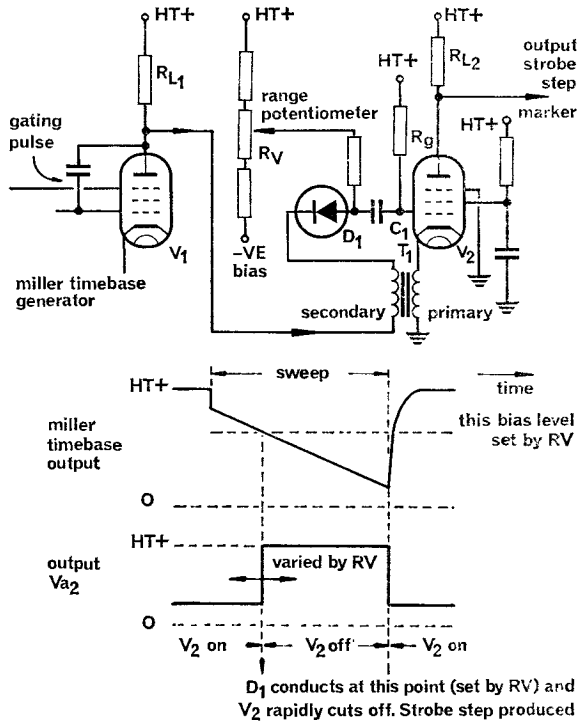 HT+
HT+
HT+
HT+
HT+
RL1
RL2
output
strobe
step
marker
range
potentiometer
gating
pulse
RV
Rg
V1
miller timebase
generator
–VE
bias
D1
C1
T1
V2
secondary
primary
sweep
HT+
time
miller
timebase
output
this bias level
set by RV
O
HT+
output
Va2
varied by RV
O
V2 on
V2 off
V2 on
D1 conducts at this point (set by RV) and
V2 rapidly cuts off. Strobe step produced